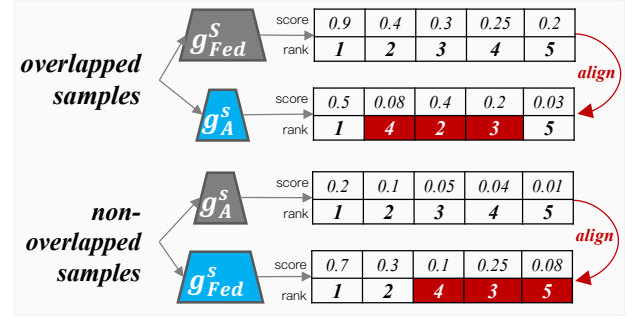 overlapped samples
g^S_Fed
score 0.9 0.4 0.3 0.25 0.2
rank 1 2 3 4 5
align
g^s_A
score 0.5 0.08 0.4 0.2 0.03
rank 1 4 2 3 5
non-overlapped samples
g^s_A
score 0.2 0.1 0.05 0.04 0.01
rank 1 2 3 4 5
align
g^s_Fed
score 0.7 0.3 0.1 0.25 0.08
rank 1 2 4 3 5